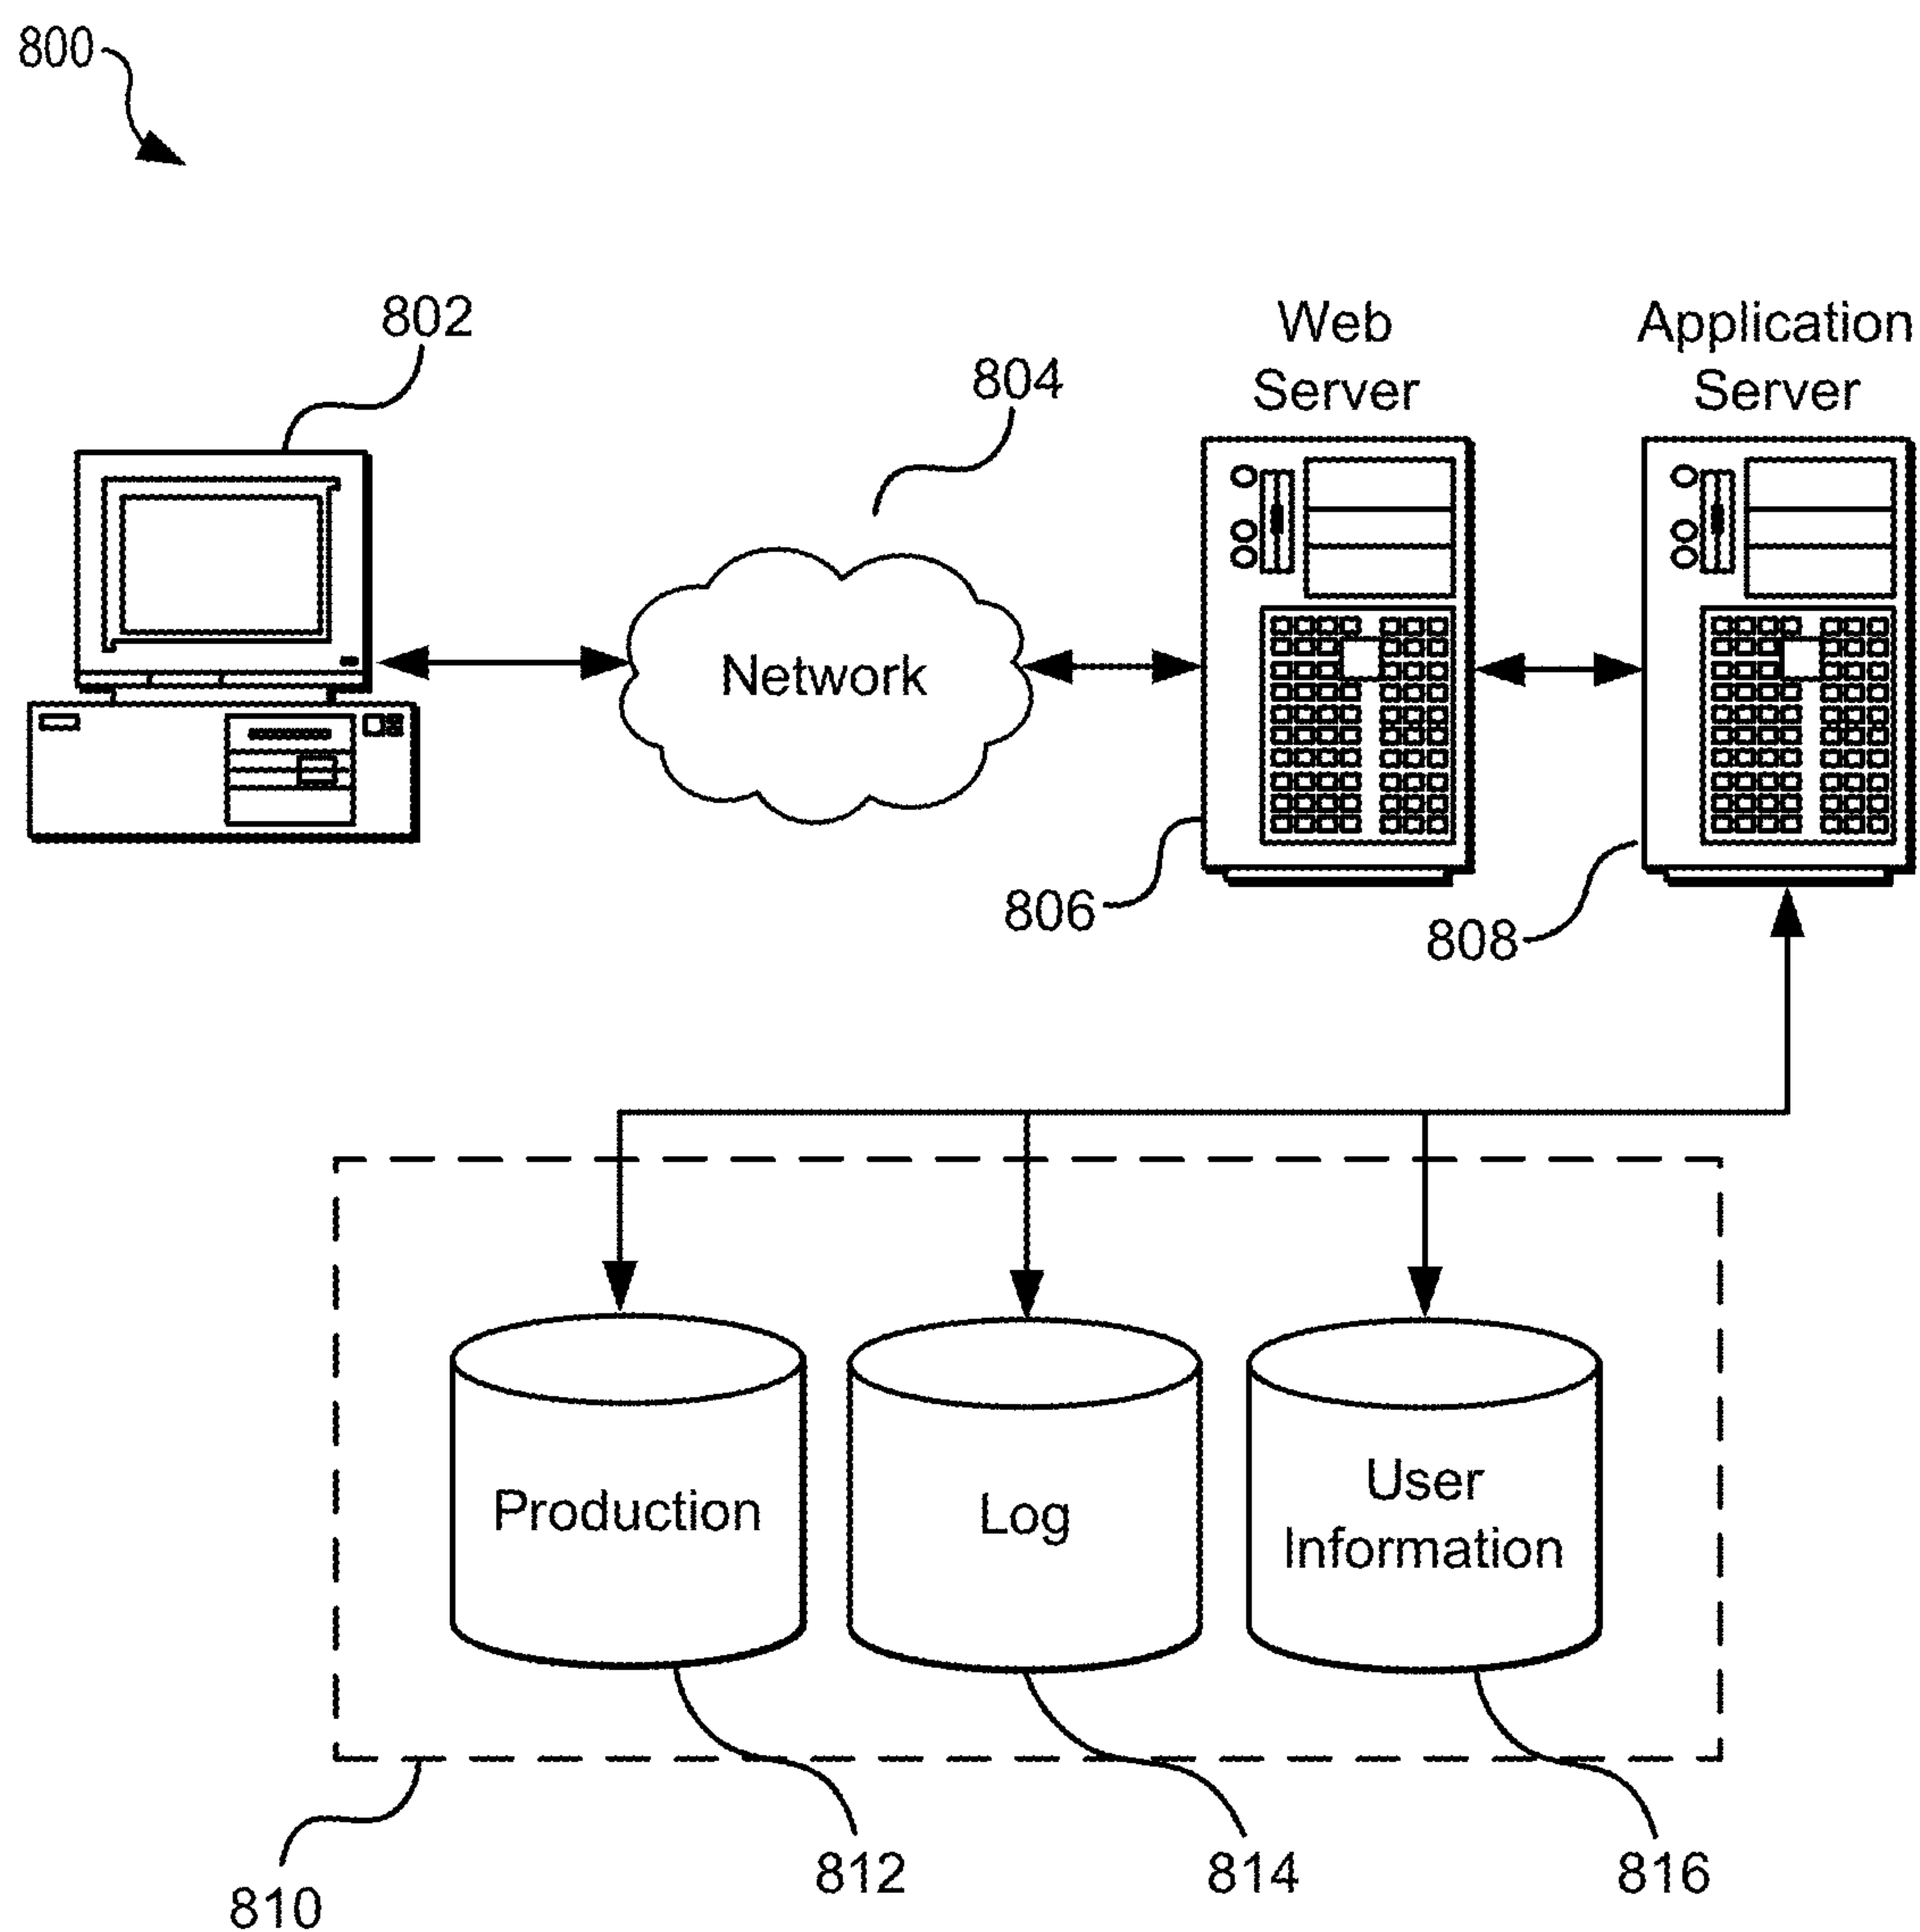 800
802
804
Web
Server
Application
Server
Network
806
808
Production
Log
User
Information
810
812
814
816